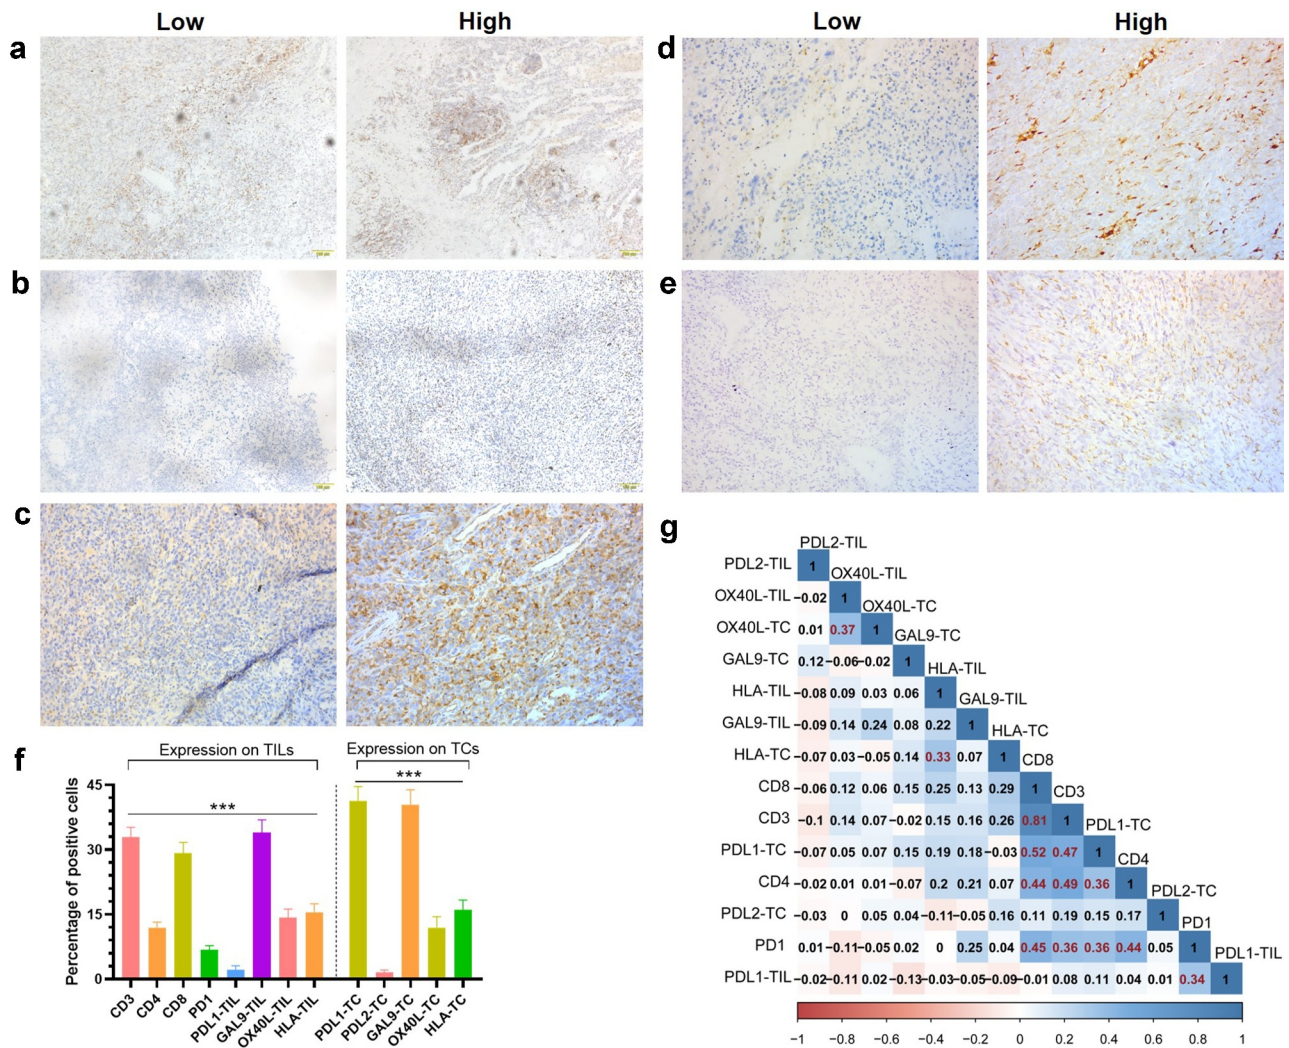 Low High Low High
a
d
b
e
c
g
f
Expression on TILs Expression on TCs
***
***
Percentage of positive cells
45
30
15
0
CD3 CD4 CD8 PD1 PDL1-TIL GAL9-TIL OX40L-TIL HLA-TIL PDL1-TC PDL2-TC GAL9-TC OX40L-TC HLA-TC
PDL2-TIL
PDL2-TIL 1 OX40L-TIL
OX40L-TIL -0.02 1 OX40L-TC
OX40L-TC 0.01 0.37 1 GAL9-TC
GAL9-TC 0.12 -0.06 -0.02 1 HLA-TIL
HLA-TIL -0.08 0.09 0.03 0.06 1 GAL9-TIL
GAL9-TIL -0.09 0.14 0.24 0.08 0.22 1 HLA-TC
HLA-TC -0.07 0.03 -0.05 0.14 0.33 0.07 1 CD8
CD8 -0.06 0.12 0.06 0.15 0.25 0.13 0.29 1 CD3
CD3 -0.1 0.14 0.07 -0.02 0.15 0.16 0.26 0.81 1 PDL1-TC
PDL1-TC -0.07 0.05 0.07 0.15 0.19 0.18 -0.03 0.52 0.47 1 CD4
CD4 -0.02 0.01 0.01 -0.07 0.2 0.21 0.07 0.44 0.49 0.36 1 PDL2-TC
PDL2-TC -0.03 0 0.05 0.04 -0.11 -0.05 0.16 0.11 0.19 0.15 0.17 1 PD1
PD1 0.01 -0.11 -0.05 0.02 0 0.25 0.04 0.45 0.36 0.36 0.44 0.05 1 PDL1-TIL
PDL1-TIL -0.02 -0.11 0.02 -0.13 -0.03 -0.05 -0.09 -0.01 0.08 0.11 0.04 0.01 0.34 1
-1 -0.8 -0.6 -0.4 -0.2 0 0.2 0.4 0.6 0.8 1